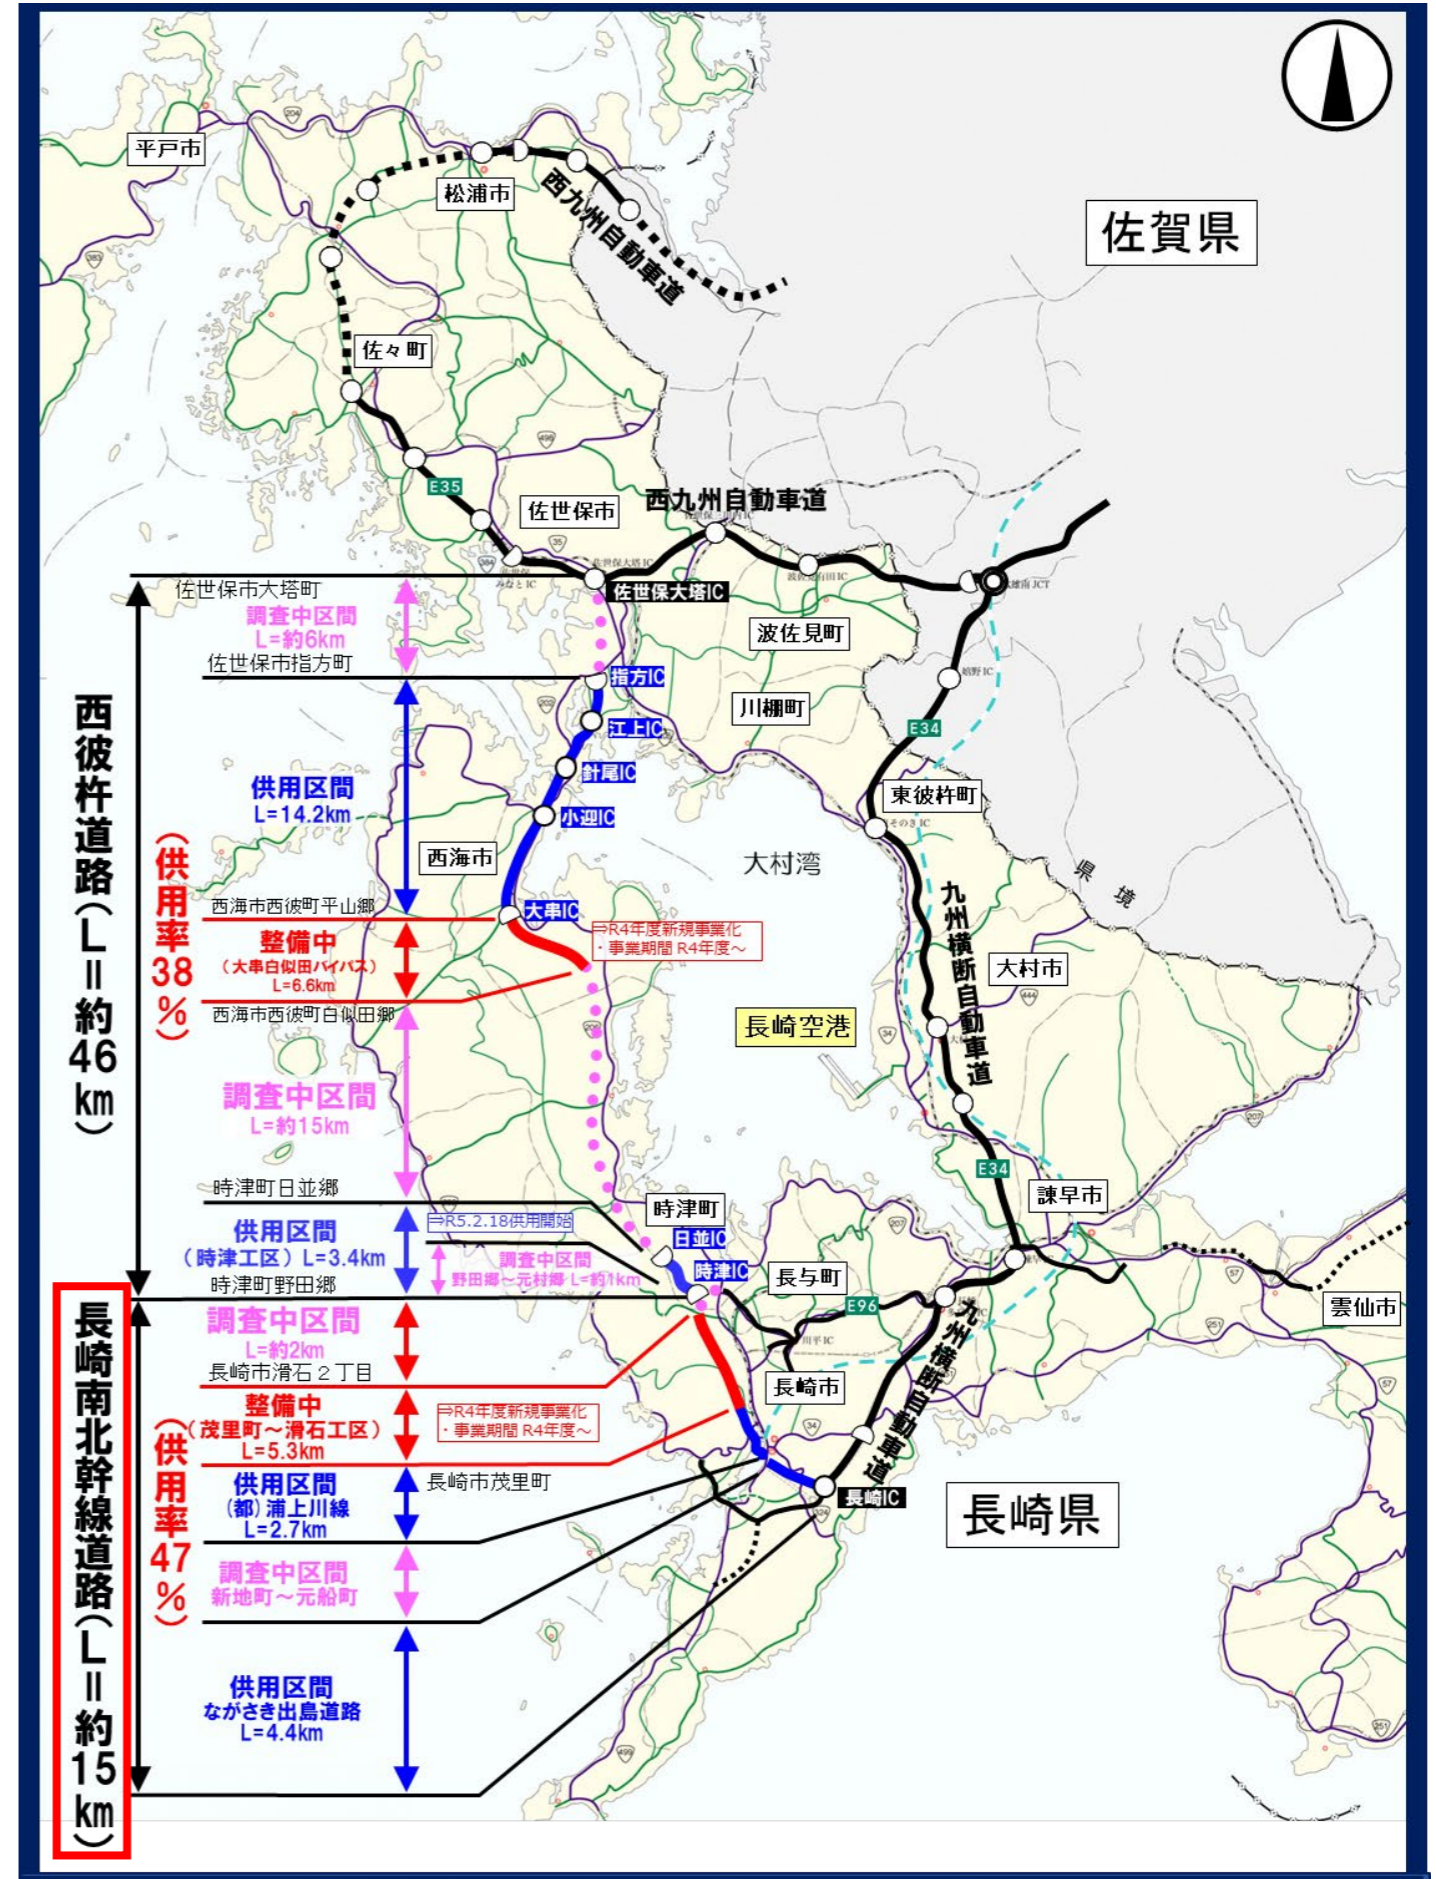 平戸市
松浦市
西九州自動車道
佐賀県
佐々町
E35
佐世保市
西九州自動車道
佐世保大塔IC
波佐見町
川棚町
E34
東彼杵町
大村湾
県境
九州横断自動車道
大村市
長崎空港
E34
諫早市
雲仙市
長与町
E96
九州横断自動車道
長崎市
長崎IC
長崎県
時津町
日並IC
時津IC
指方IC
江上IC
針尾IC
小迎IC
西海市
大串IC
⇒R4年度新規事業化
・事業期間 R4年度~
西彼杵道路(L=約46km)
(供用率38%)
佐世保市大塔町
調査中区間
L=約6km
佐世保市指方町
供用区間
L=14.2km
西海市西彼町平山郷
整備中
(大串白似田バイパス)
L=6.6km
西海市西彼町白似田郷
調査中区間
L=約15km
時津町日並郷
供用区間
(時津工区) L=3.4km
⇒R5.2.18供用開始
調査中区間
野田郷~元村郷 L=約1km
時津町野田郷
長崎南北幹線道路(L=約15km)
(供用率47%)
調査中区間
L=約2km
長崎市滑石2丁目
整備中
(茂里町~滑石工区)
L=5.3km
⇒R4年度新規事業化
・事業期間 R4年度~
長崎市茂里町
供用区間
(都)浦上川線
L=2.7km
調査中区間
新地町~元船町
供用区間
ながさき出島道路
L=4.4km